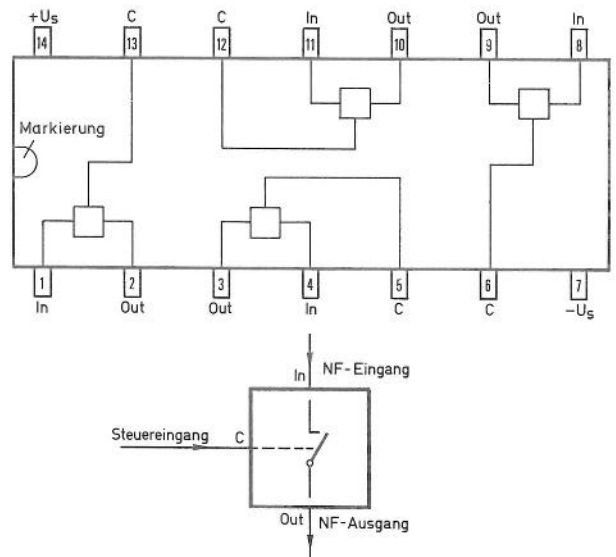 +Us C C In Out Out In
14 13 12 11 10 9 8
Markierung
1 2 3 4 5 6 7
In Out Out In C C -Us
In NF-Eingang
Steuereingang C
Out NF-Ausgang